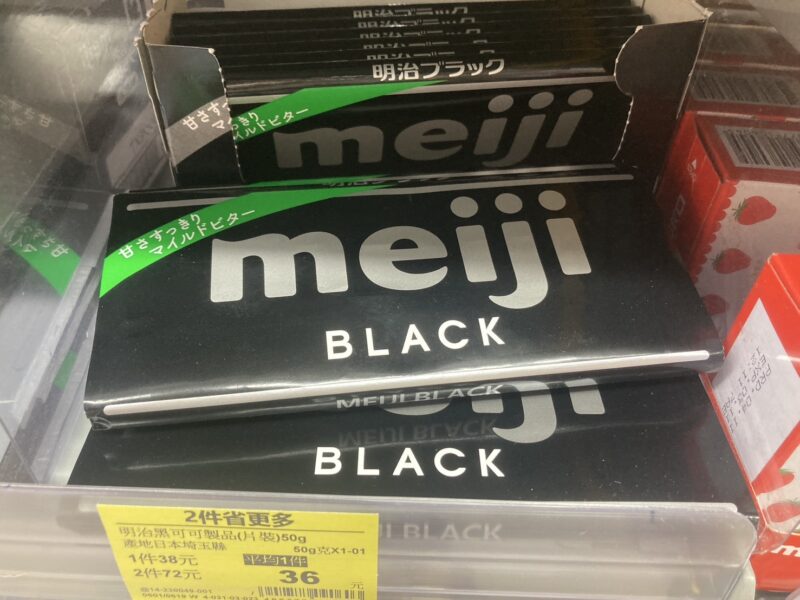 明治ブラック
甘さすっきり
マイルドビター
meiji
甘さすっきり
マイルドビター
meiji
BLACK
MEIJI BLACK
BLACK
2件省更多
明治黑可可製品(片裝)50g
產地日本埼玉縣
50g克X1-01
1件38元
平均1件
2件72元
36 元